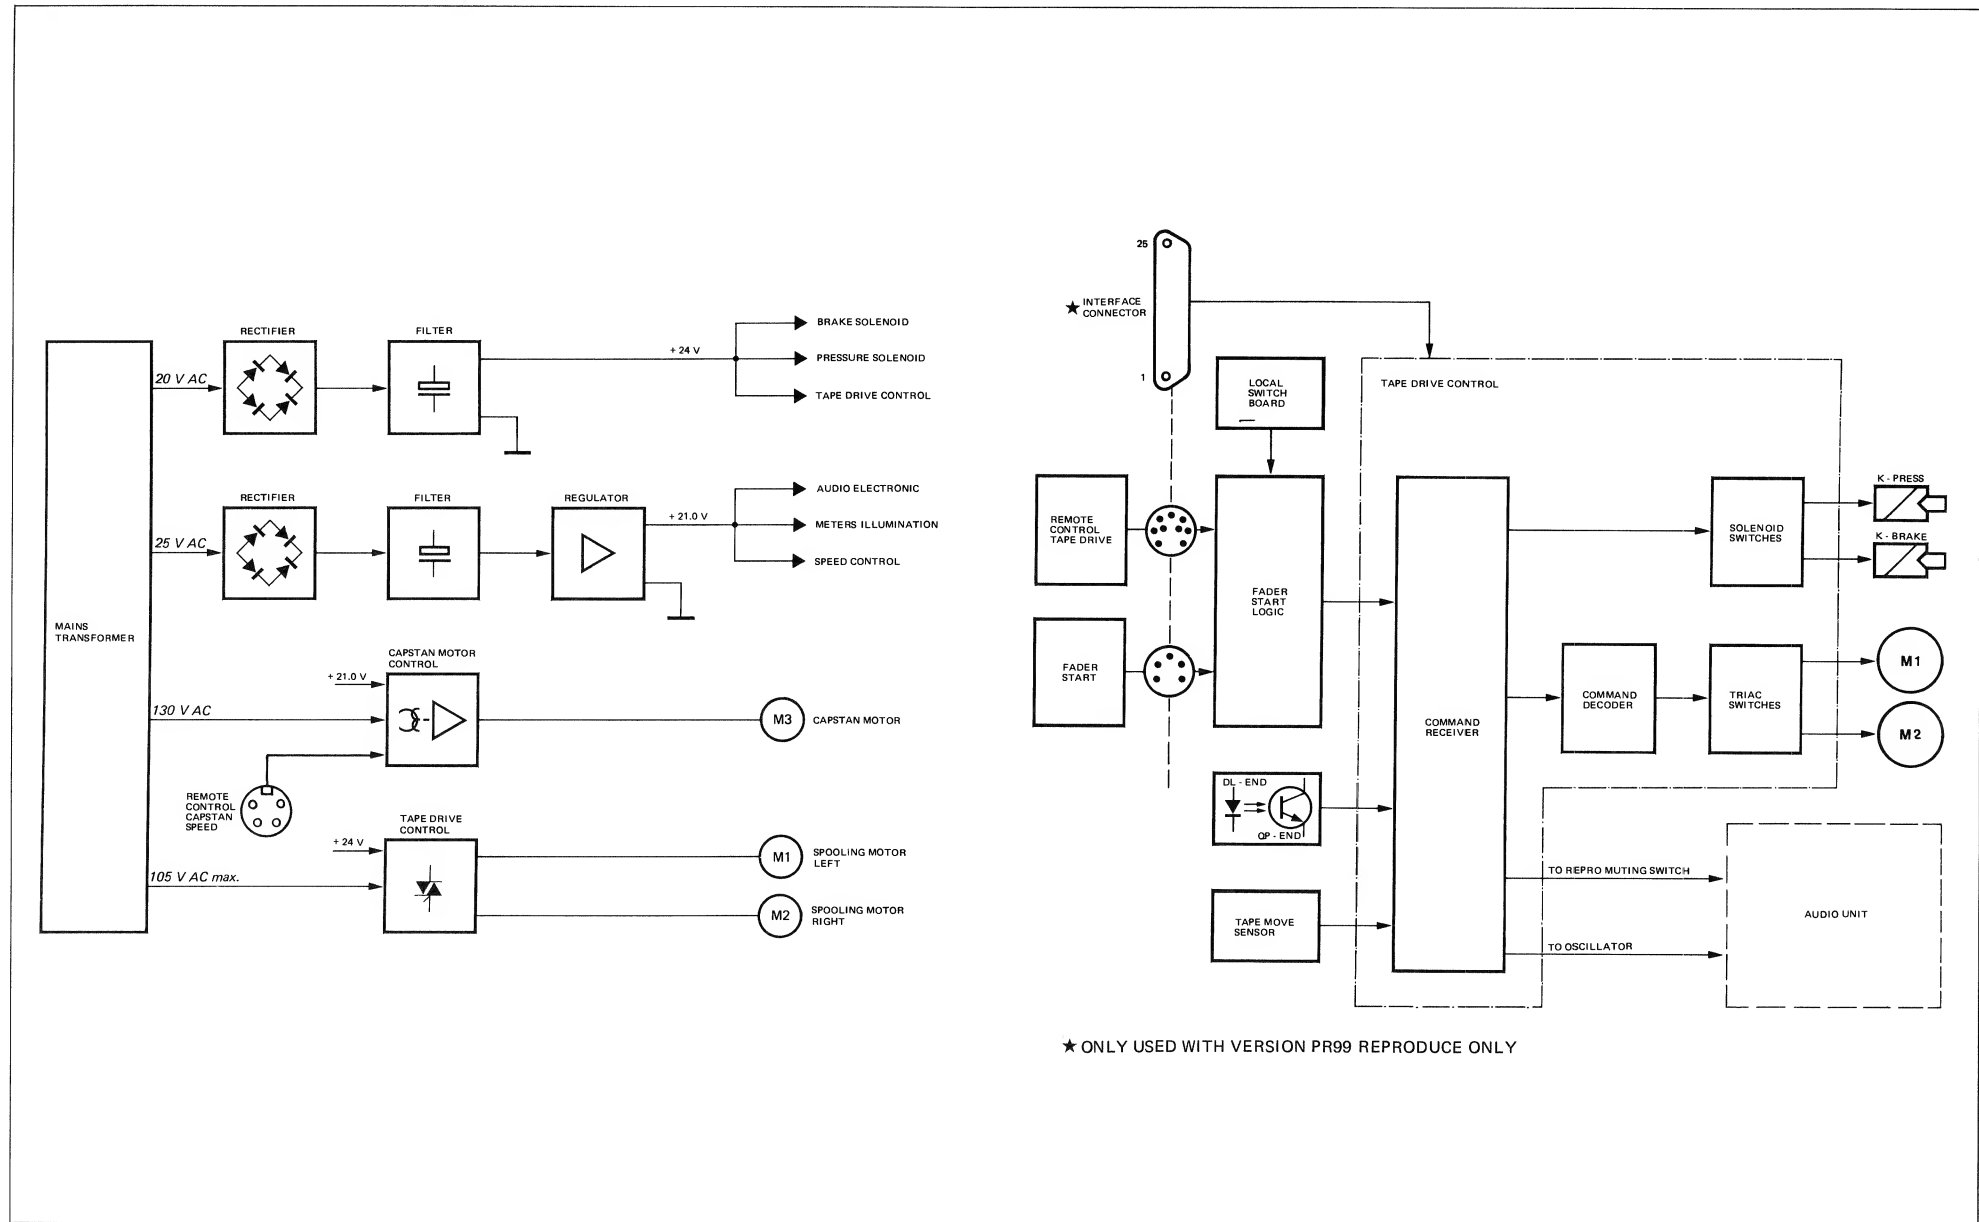 RECTIFIER
FILTER
20 V AC
+ 24 V
BRAKE SOLENOID
PRESSURE SOLENOID
TAPE DRIVE CONTROL
RECTIFIER
FILTER
REGULATOR
25 V AC
+ 21.0 V
AUDIO ELECTRONIC
METERS ILLUMINATION
SPEED CONTROL
MAINS
TRANSFORMER
CAPSTAN MOTOR
CONTROL
+ 21.0 V
130 V AC
M3
CAPSTAN MOTOR
REMOTE
CONTROL
CAPSTAN
SPEED
TAPE DRIVE
CONTROL
+ 24 V
105 V AC max.
M1
SPOOLING MOTOR
LEFT
M2
SPOOLING MOTOR
RIGHT
25
★ INTERFACE
CONNECTOR
1
LOCAL
SWITCH
BOARD
TAPE DRIVE CONTROL
REMOTE
CONTROL
TAPE DRIVE
FADER
START
FADER
START
LOGIC
DL - END
QP - END
TAPE MOVE
SENSOR
COMMAND
RECEIVER
SOLENOID
SWITCHES
K - PRESS
K - BRAKE
COMMAND
DECODER
TRIAC
SWITCHES
M1
M2
TO REPRO MUTING SWITCH
TO OSCILLATOR
AUDIO UNIT
★ ONLY USED WITH VERSION PR99 REPRODUCE ONLY